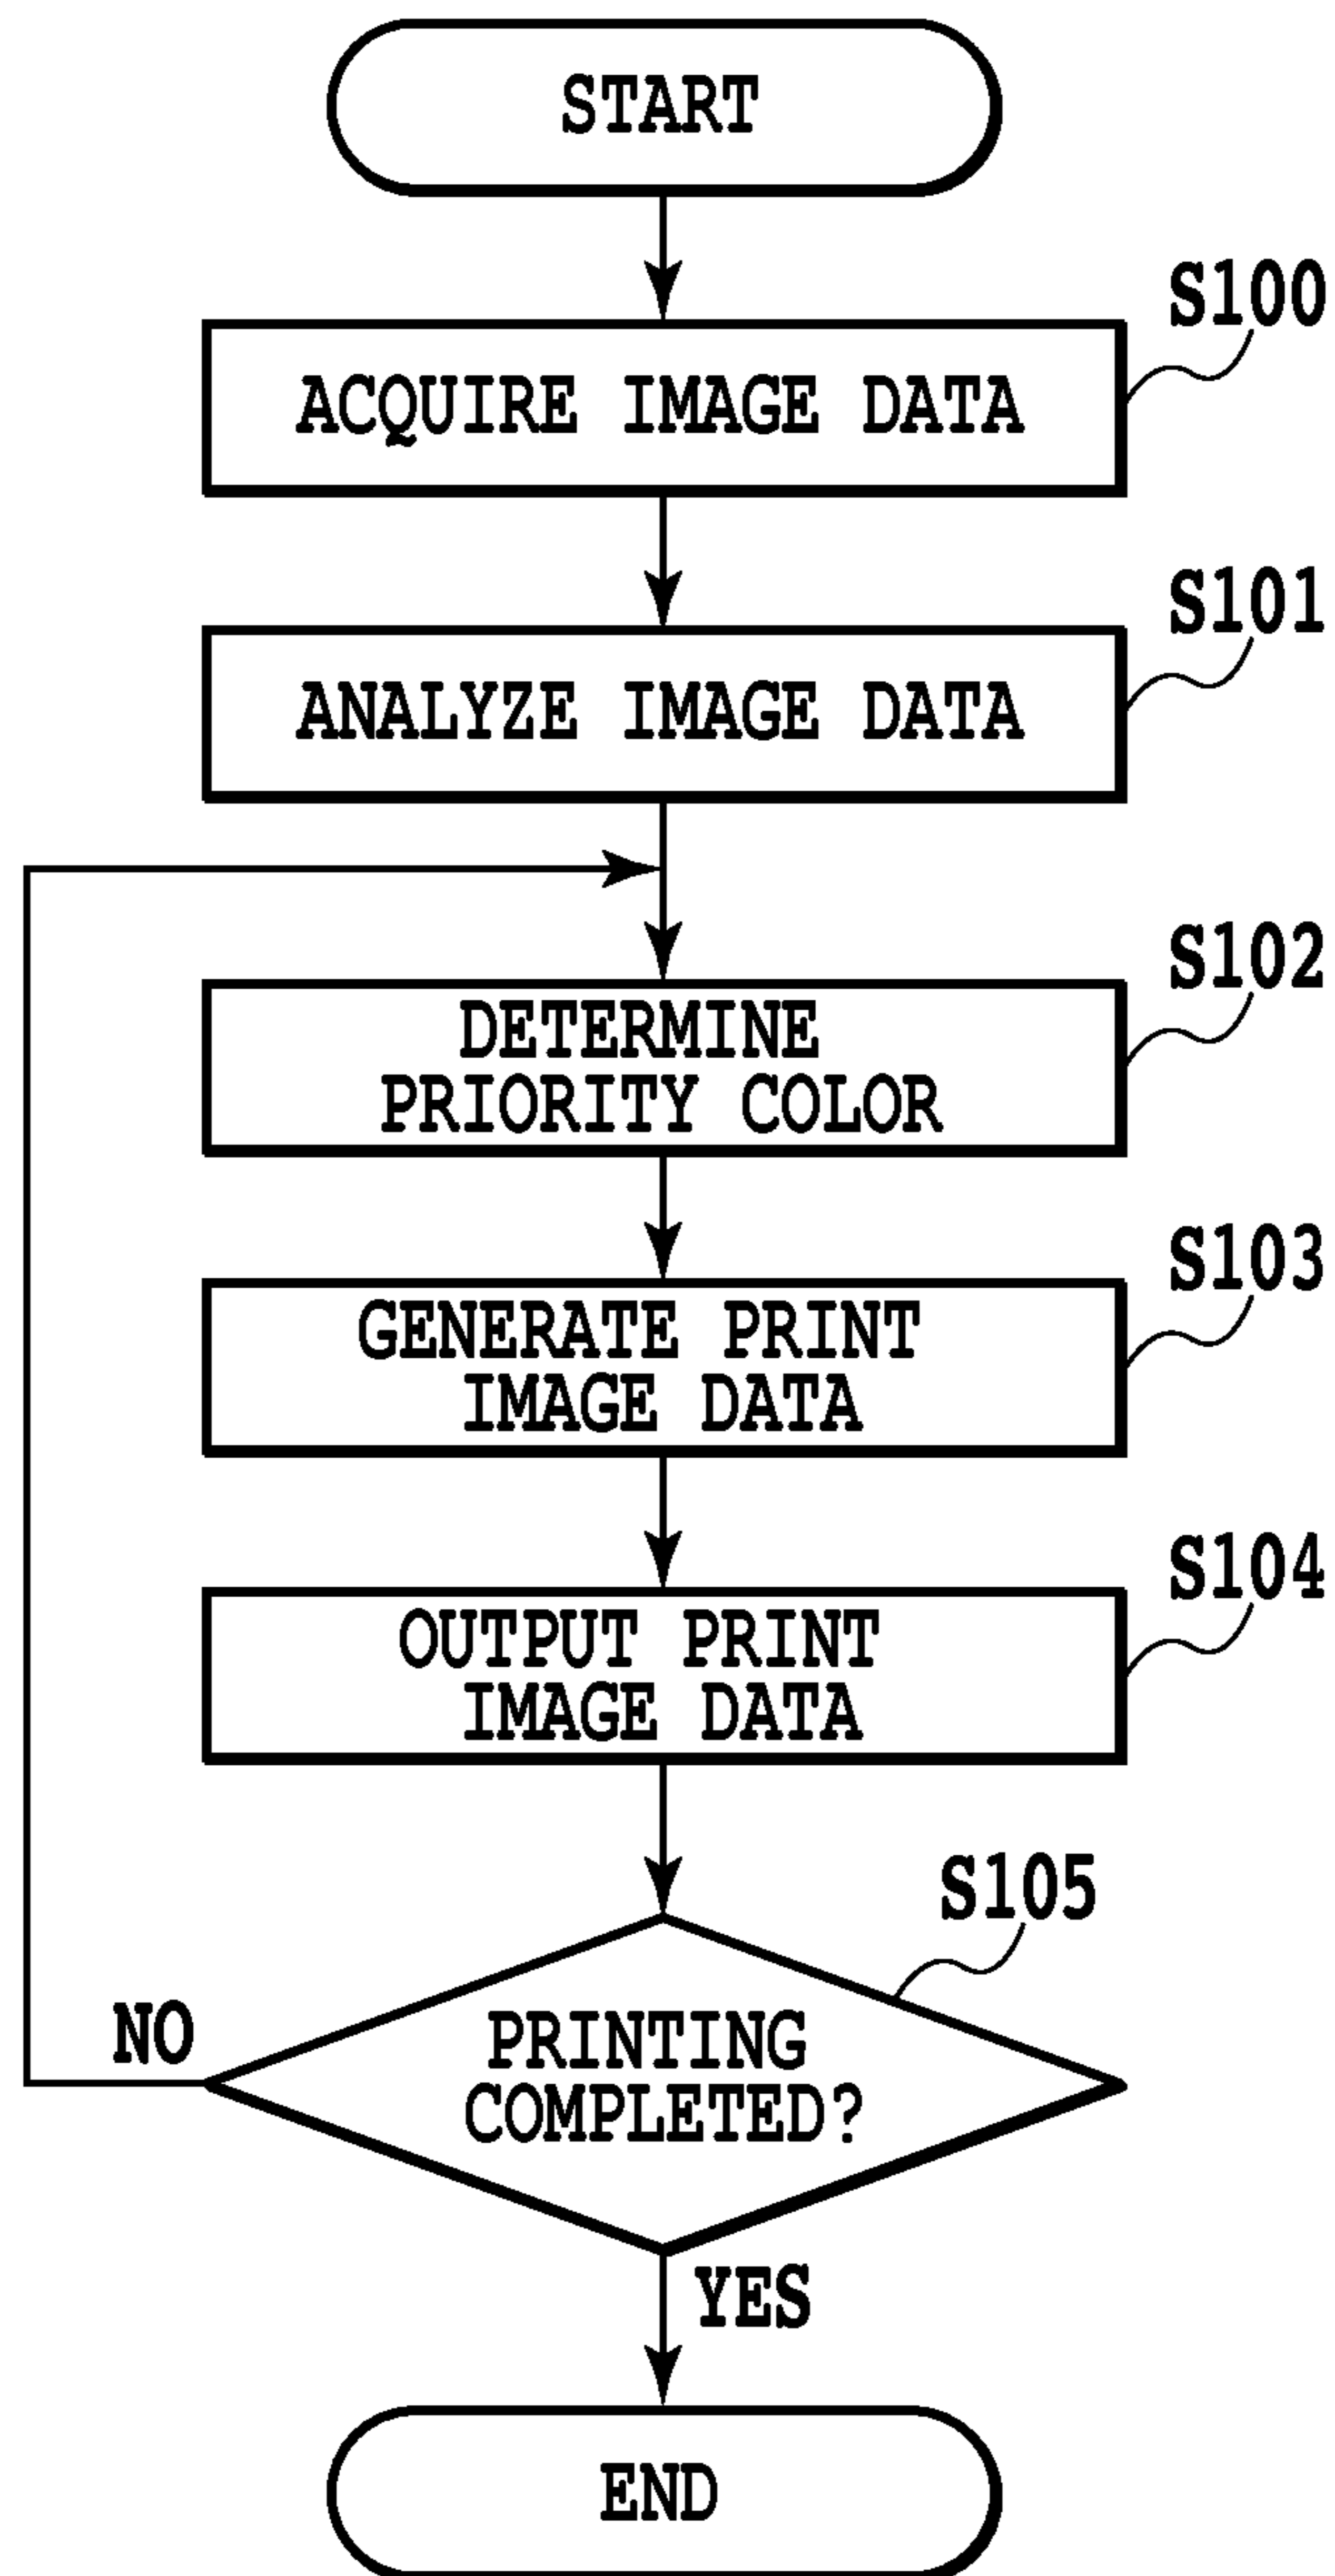 START
S100
ACQUIRE IMAGE DATA
S101
ANALYZE IMAGE DATA
S102
DETERMINE
PRIORITY COLOR
S103
GENERATE PRINT
IMAGE DATA
S104
OUTPUT PRINT
IMAGE DATA
S105
NO
PRINTING
COMPLETED?
YES
END